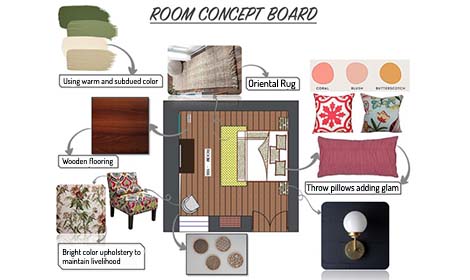 ROOM CONCEPT BOARD
Using warm and subdued color
Oriental Rug
CORAL
BLUSH
BUTTERSCOTCH
Wooden flooring
Throw pillows adding glam
Bright color upholstery to
maintain livelihood